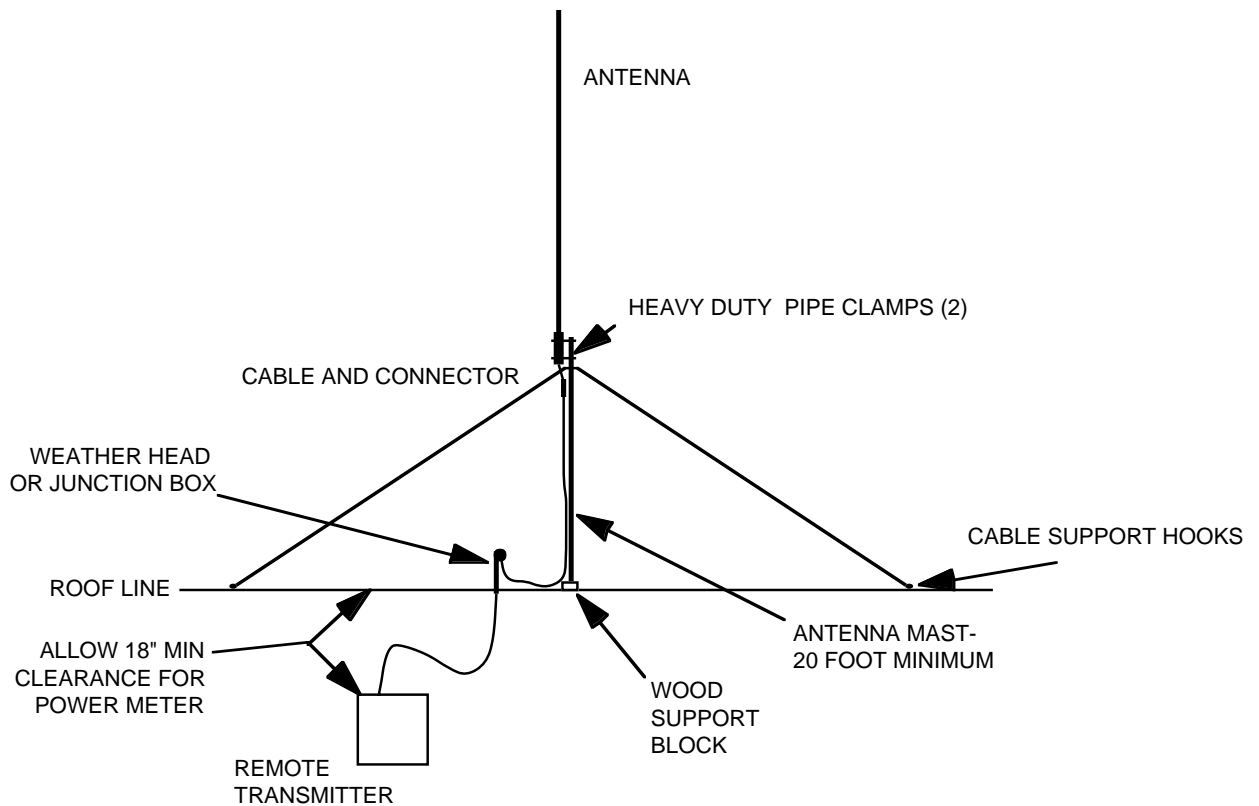 ANTENNA
HEAVY DUTY PIPE CLAMPS (2)
CABLE AND CONNECTOR
WEATHER HEAD
OR JUNCTION BOX
CABLE SUPPORT HOOKS
ROOF LINE
ALLOW 18" MIN
CLEARANCE FOR
POWER METER
ANTENNA MAST-
20 FOOT MINIMUM
WOOD
SUPPORT
BLOCK
REMOTE
TRANSMITTER